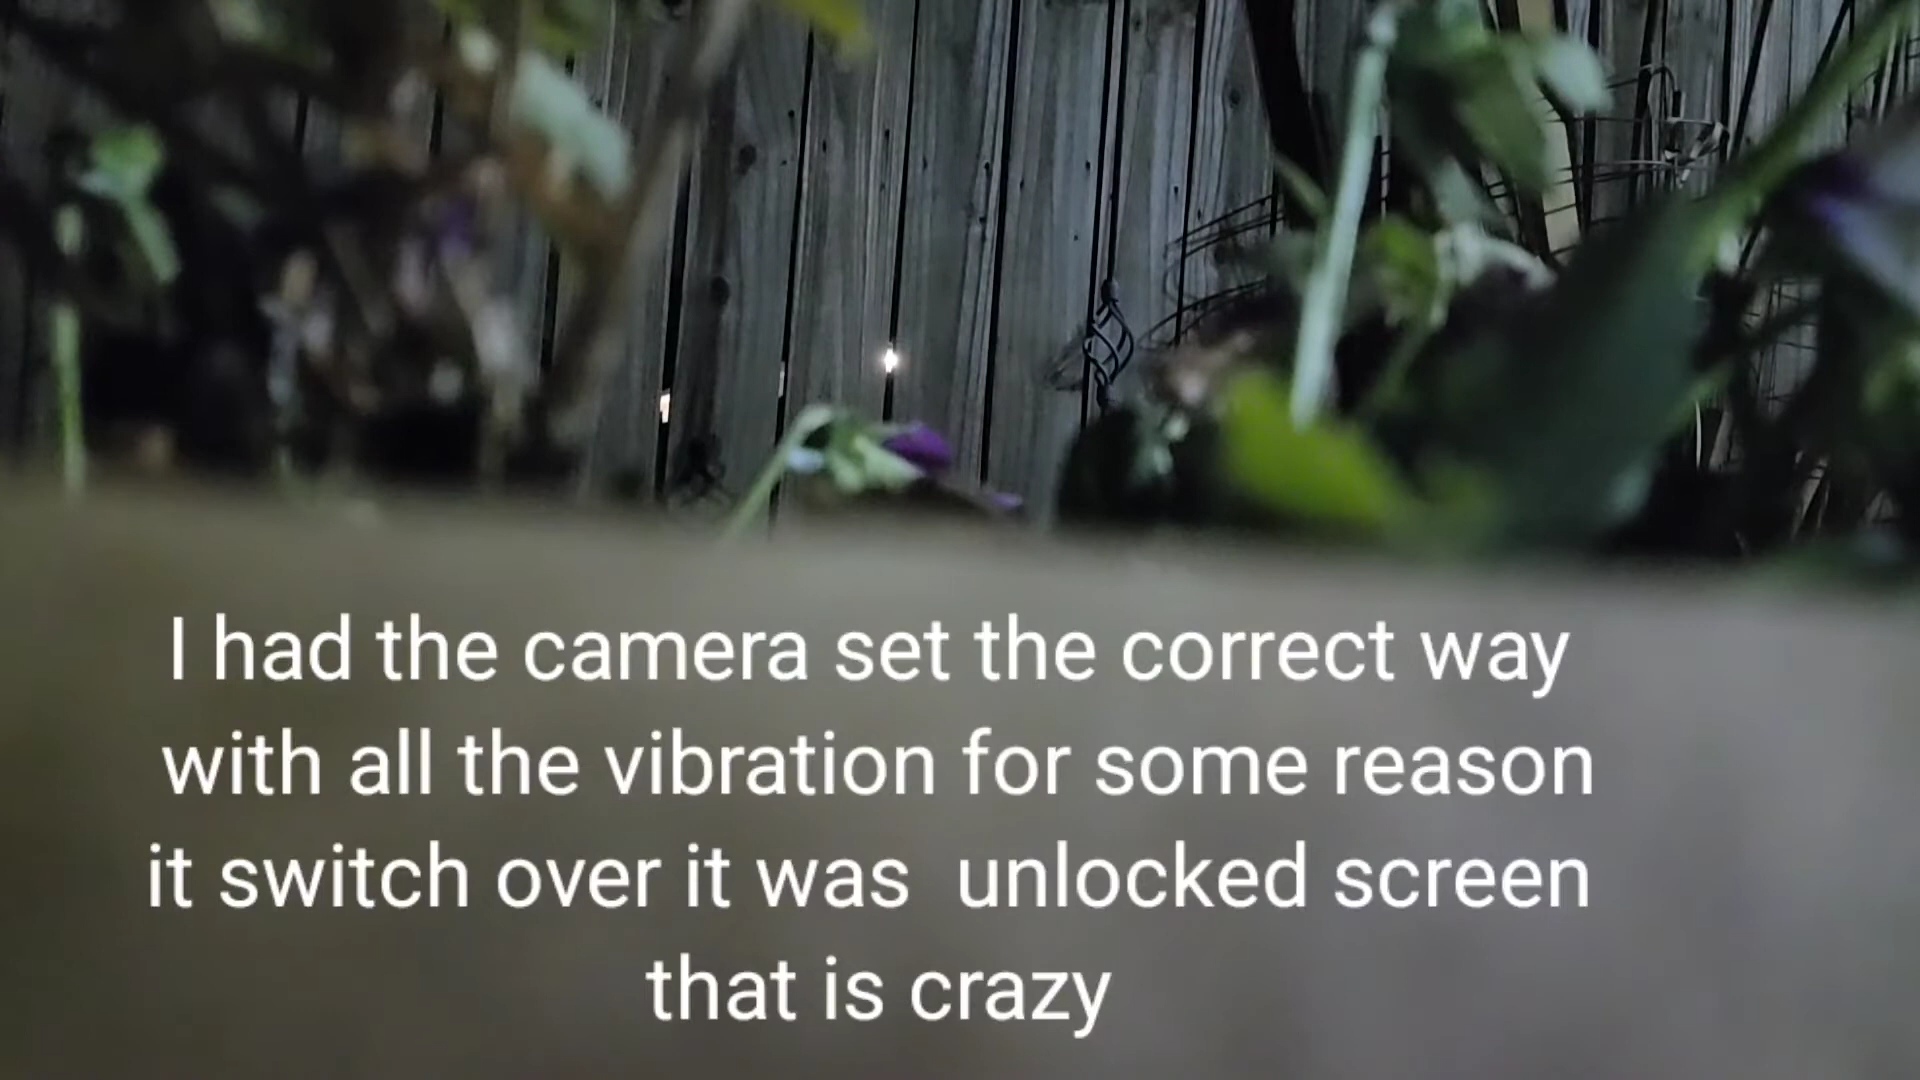 I had the camera set the correct way
with all the vibration for some reason
it switch over it was  unlocked screen
that is crazy